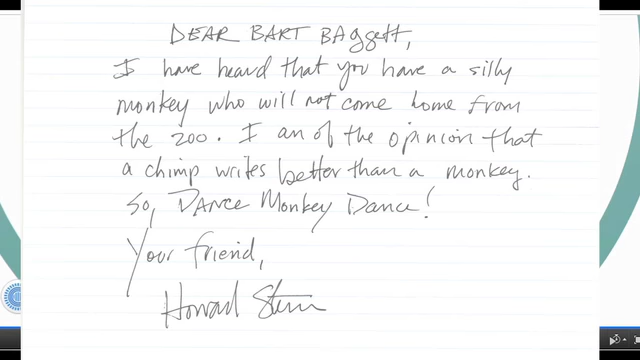 DEAR BART BAggett,
I have heard that you have a silly
monkey who will not come home from
the zoo. I an of the opinion that
a chimp writes better than a monkey.
So, DANCE Monkey Dance!
Your friend,
Howard Stern